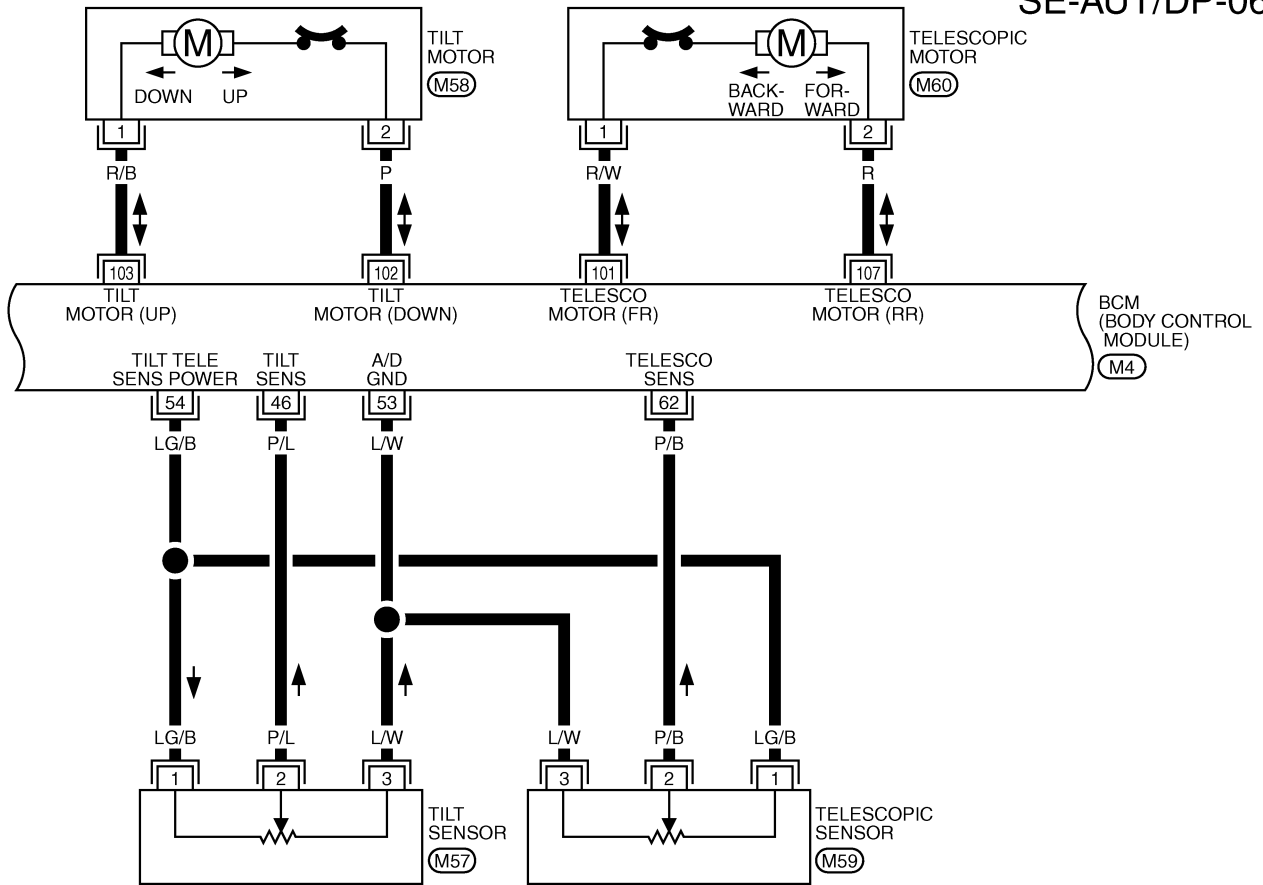 SE-AUT/DP-06
M
TILT
MOTOR
M58
DOWN UP
1 2
R/B P
M
TELESCOPIC
MOTOR
M60
BACK-
WARD
FOR-
WARD
1 2
R/W R
103 102 101 107
TILT
MOTOR (UP)
TILT
MOTOR (DOWN)
TELESCO
MOTOR (FR)
TELESCO
MOTOR (RR)
BCM
(BODY CONTROL
MODULE)
M4
TILT TELE
SENS POWER
TILT
SENS
A/D
GND
TELESCO
SENS
54 46 53 62
LG/B P/L L/W P/B
LG/B P/L L/W L/W P/B LG/B
1 2 3 3 2 1
TILT
SENSOR
M57
TELESCOPIC
SENSOR
M59